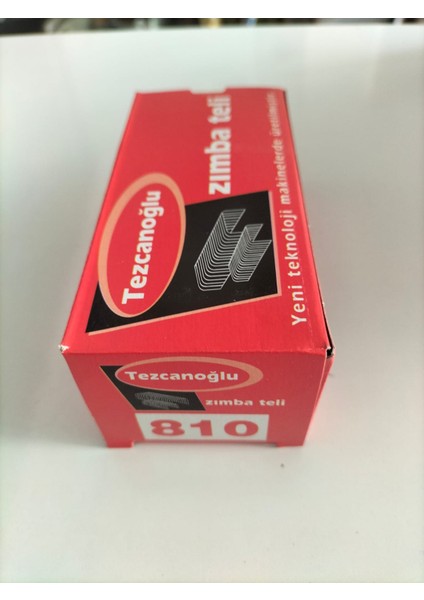 Tezcanoğlu
zımba teli
Yeni teknoloji makinelerde üretilmiştir.
Tezcanoğlu
zımba teli
810